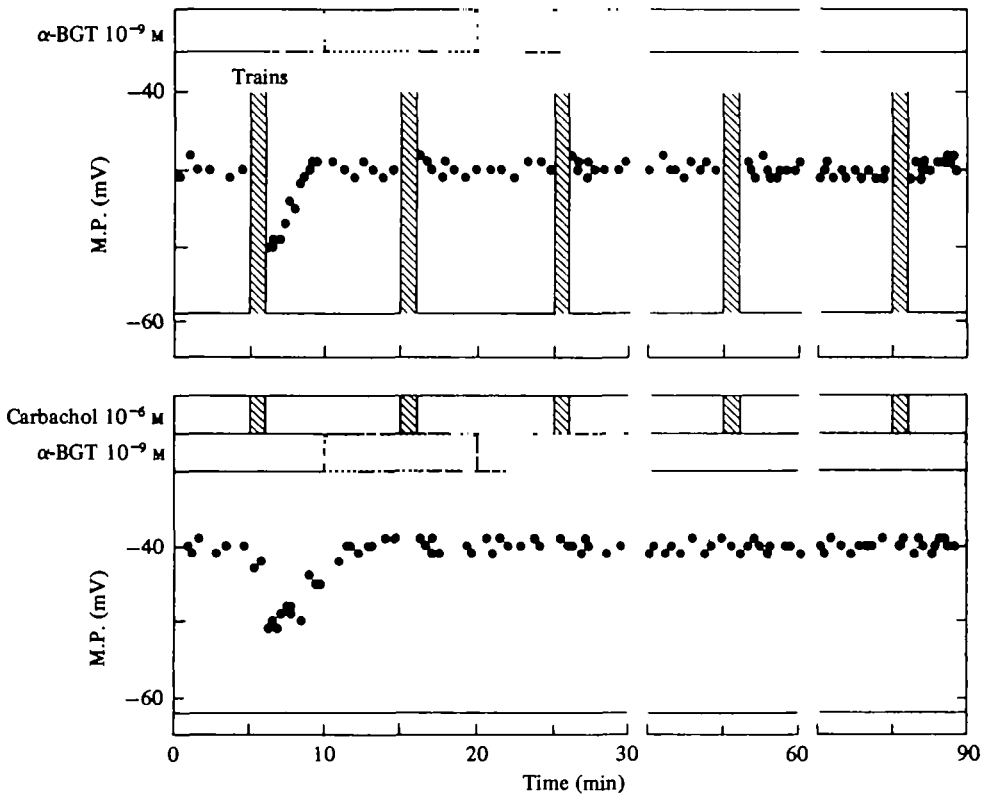 α-BGT 10⁻⁹ M
Trains
−40
M.P. (mV)
−60
Carbachol 10⁻⁶ M
α-BGT 10⁻⁹ M
−40
M.P. (mV)
−60
0 10 20 30 60 90
Time (min)